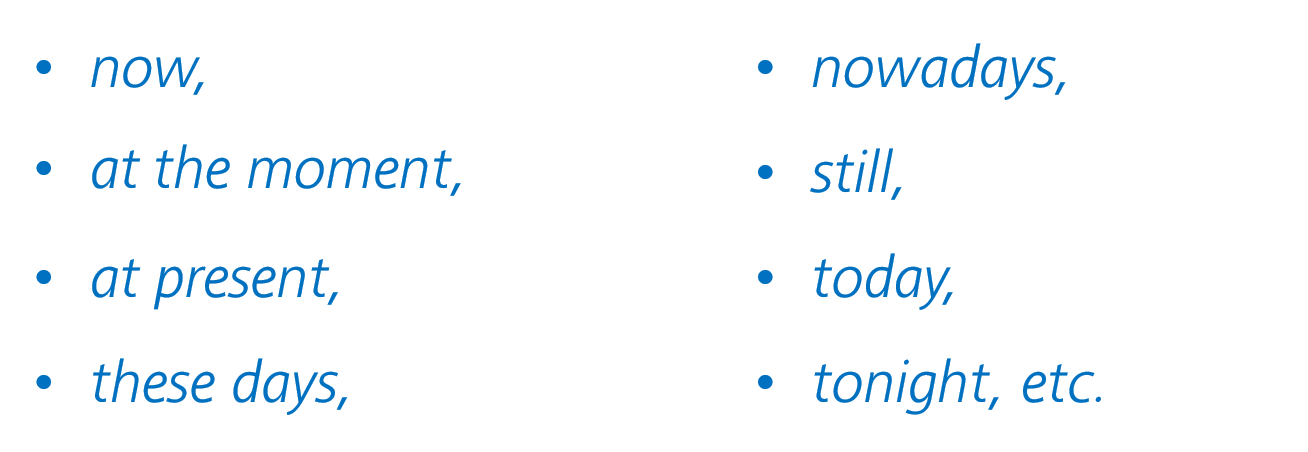 • now,
• at the moment,
• at present,
• these days,
• nowadays,
• still,
• today,
• tonight, etc.